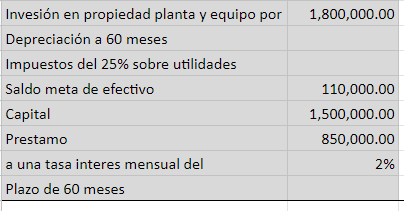 Invesión en propiedad planta y equipo por 1,800,000.00
Depreciación a 60 meses
Impuestos del 25% sobre utilidades
Saldo meta de efectivo 110,000.00
Capital 1,500,000.00
Prestamo 850,000.00
a una tasa interes mensual del 2%
Plazo de 60 meses